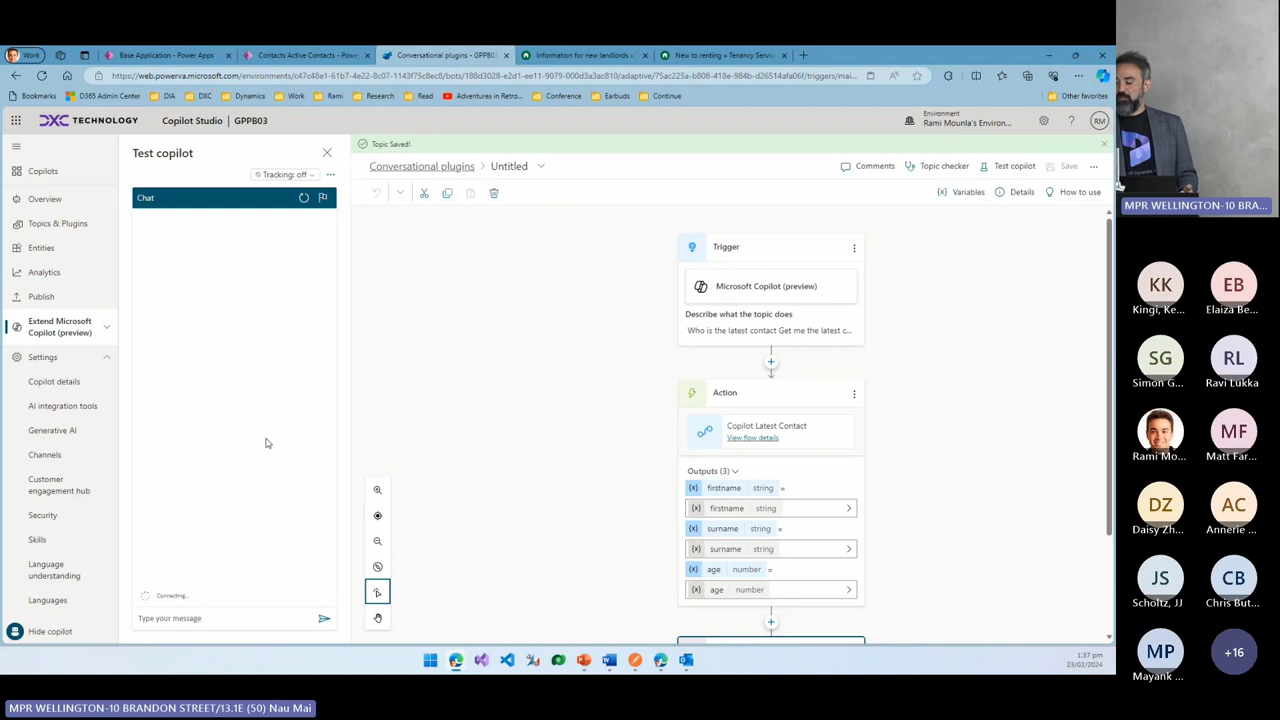 Work
Base Application - Power Apps
Contacts Active Contacts - Powe
Conversational plugins - GPPB03
Information for new landlords »
New to renting » Tenancy Servic
https://web.powerva.microsoft.com/environments/c47c48e1-61b7-4e22-8c07-1143f75c8ec8/bots/188d3028-e2d1-ee11-9079-000d3a3ac810/adaptive/75ac225a-b808-418e-984b-d26514afa06f/triggers/mai...
Bookmarks
D365 Admin Center
DIA
DXC
Dynamics
Work
Rami
Research
Read
Adventures in Retro...
Conference
Earbuds
Continue
Other favorites
DXC TECHNOLOGY
Copilot Studio
GPPB03
Environment
Rami Mounla's Environ...
RM
Copilots
Overview
Topics & Plugins
Entities
Analytics
Publish
Extend Microsoft
Copilot (preview)
Settings
Copilot details
AI integration tools
Generative AI
Channels
Customer
engagement hub
Security
Skills
Language
understanding
Languages
Hide copilot
Test copilot
Tracking: off
Chat
Connecting...
Type your message
Topic Saved!
Conversational plugins
Untitled
Comments
Topic checker
Test copilot
Save
{x} Variables
Details
How to use
Trigger
Microsoft Copilot (preview)
Describe what the topic does
Who is the latest contact Get me the latest c...
Action
Copilot Latest Contact
View flow details
Outputs (3)
{x} firstname string =
{x} firstname string
{x} surname string =
{x} surname string
{x} age number =
{x} age number
1:37 pm
23/02/2024
MPR WELLINGTON-10 BRANDON STREET/13.1E (50) Nau Mai
MPR WELLINGTON-10 BRA...
KK
Kingi, Ke...
EB
Elaiza Be...
SG
Simon G...
RL
Ravi Lukka
Rami Mo...
MF
Matt Far...
DZ
Daisy Zh...
AC
Annerie ...
JS
Scholtz, JJ
CB
Chris But...
MP
Mayank ...
+16